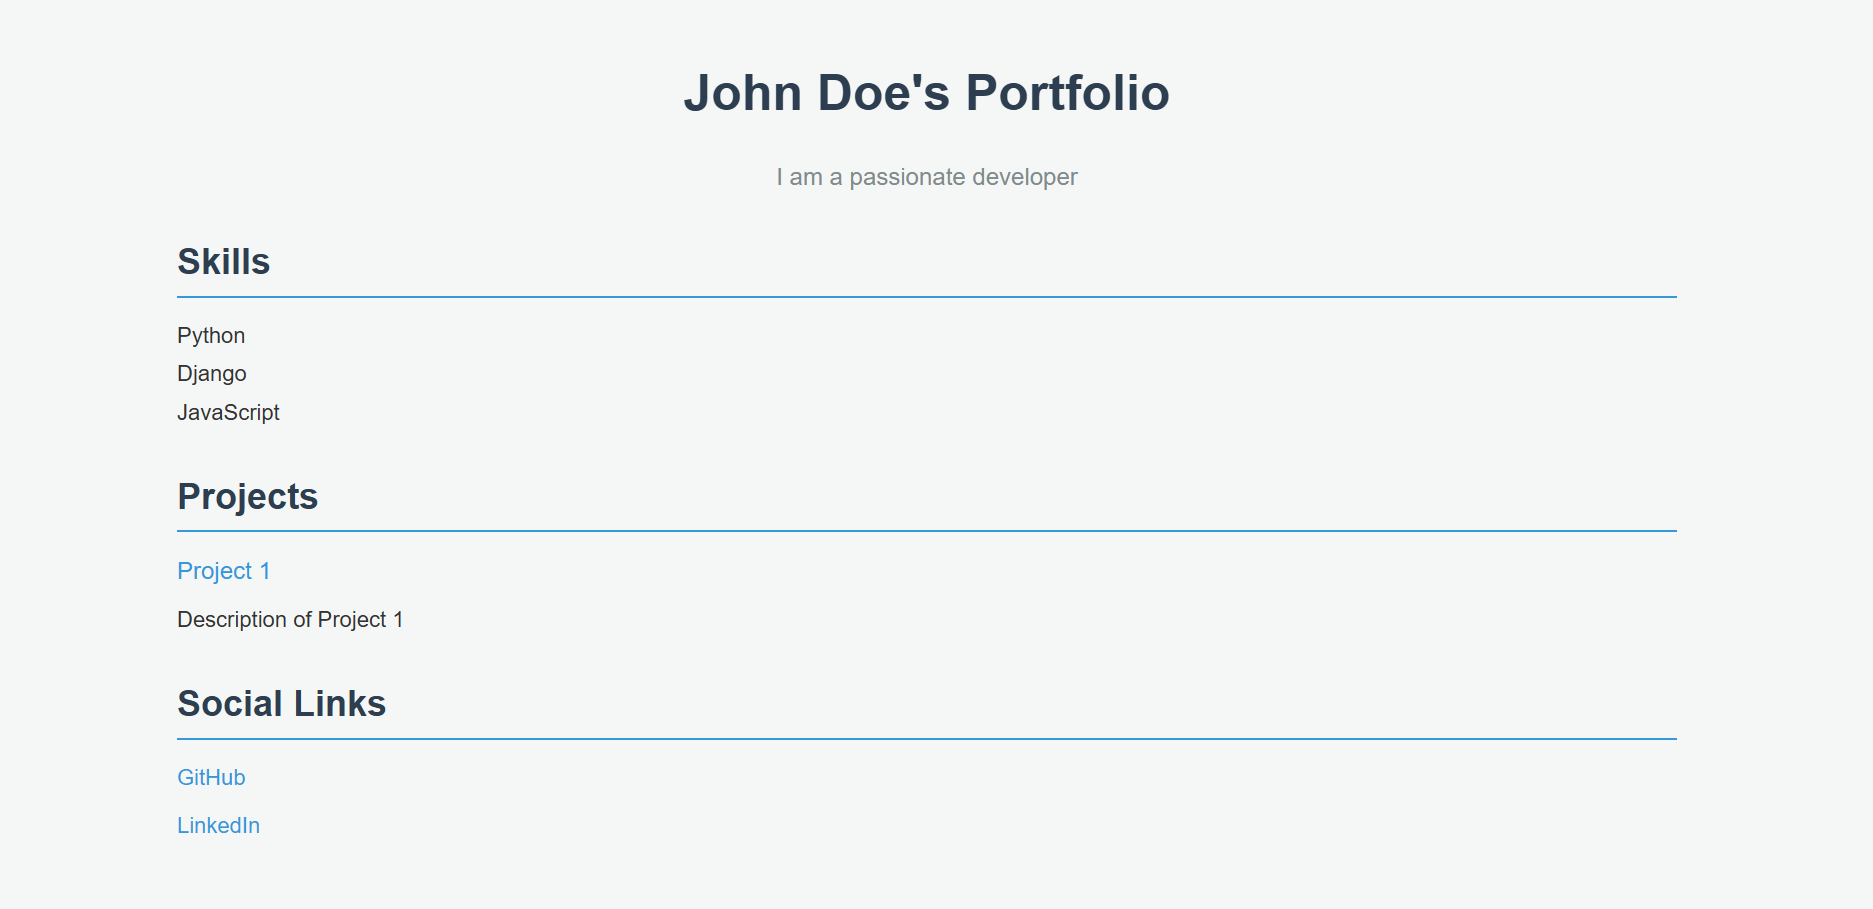 John Doe's Portfolio
I am a passionate developer
Skills
Python
Django
JavaScript
Projects
Project 1
Description of Project 1
Social Links
GitHub
LinkedIn